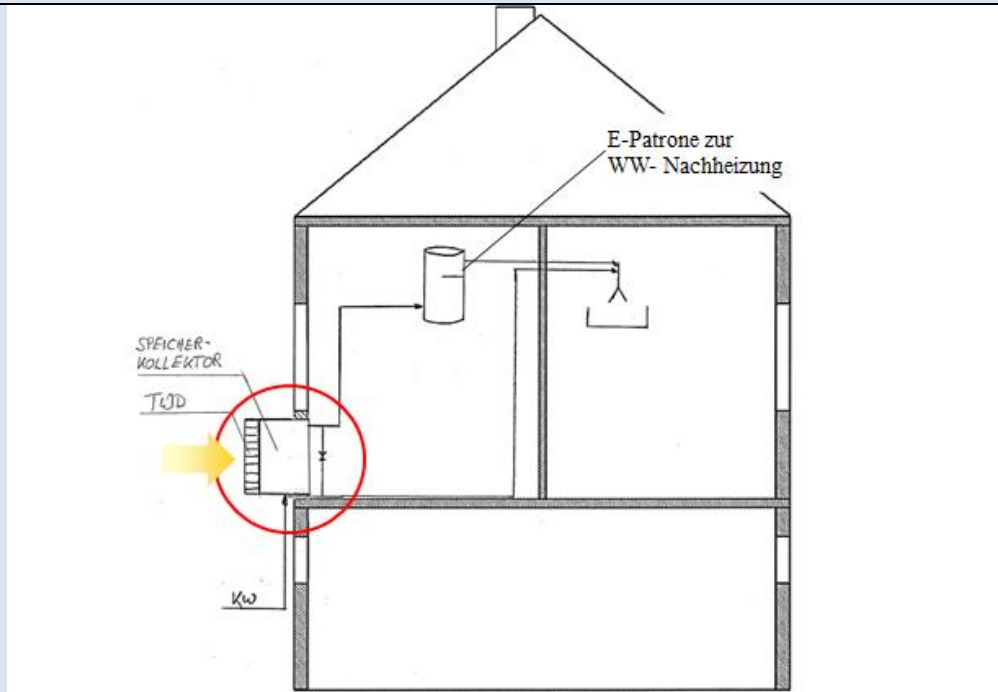 E-Patrone zur
WW- Nachheizung
SPEICHER-
KOLLEKTOR
TWD
KW